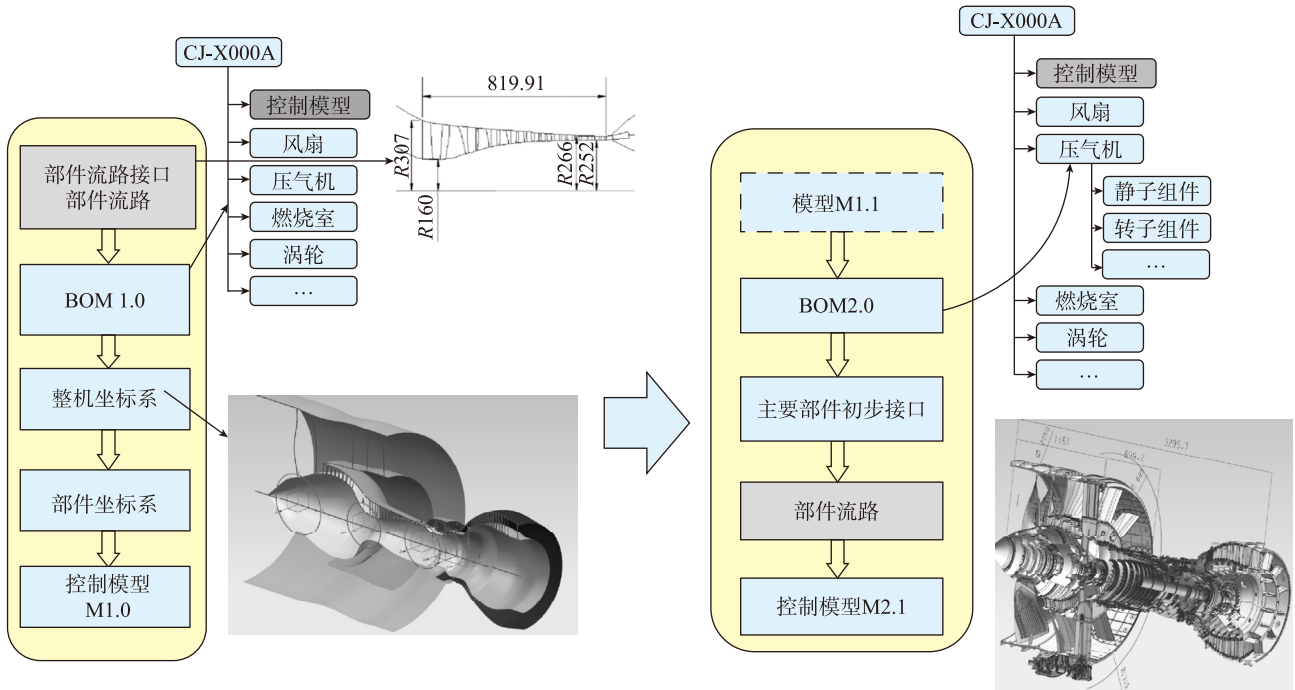 CJ-X000A
控制模型
风扇
压气机
燃烧室
涡轮
…
819.91
R307
R160
R266
R252
部件流路接口
部件流路
BOM 1.0
整机坐标系
部件坐标系
控制模型
M1.0
模型M1.1
BOM2.0
主要部件初步接口
部件流路
控制模型M2.1
CJ-X000A
控制模型
风扇
压气机
静子组件
转子组件
…
燃烧室
涡轮
…
3295.7